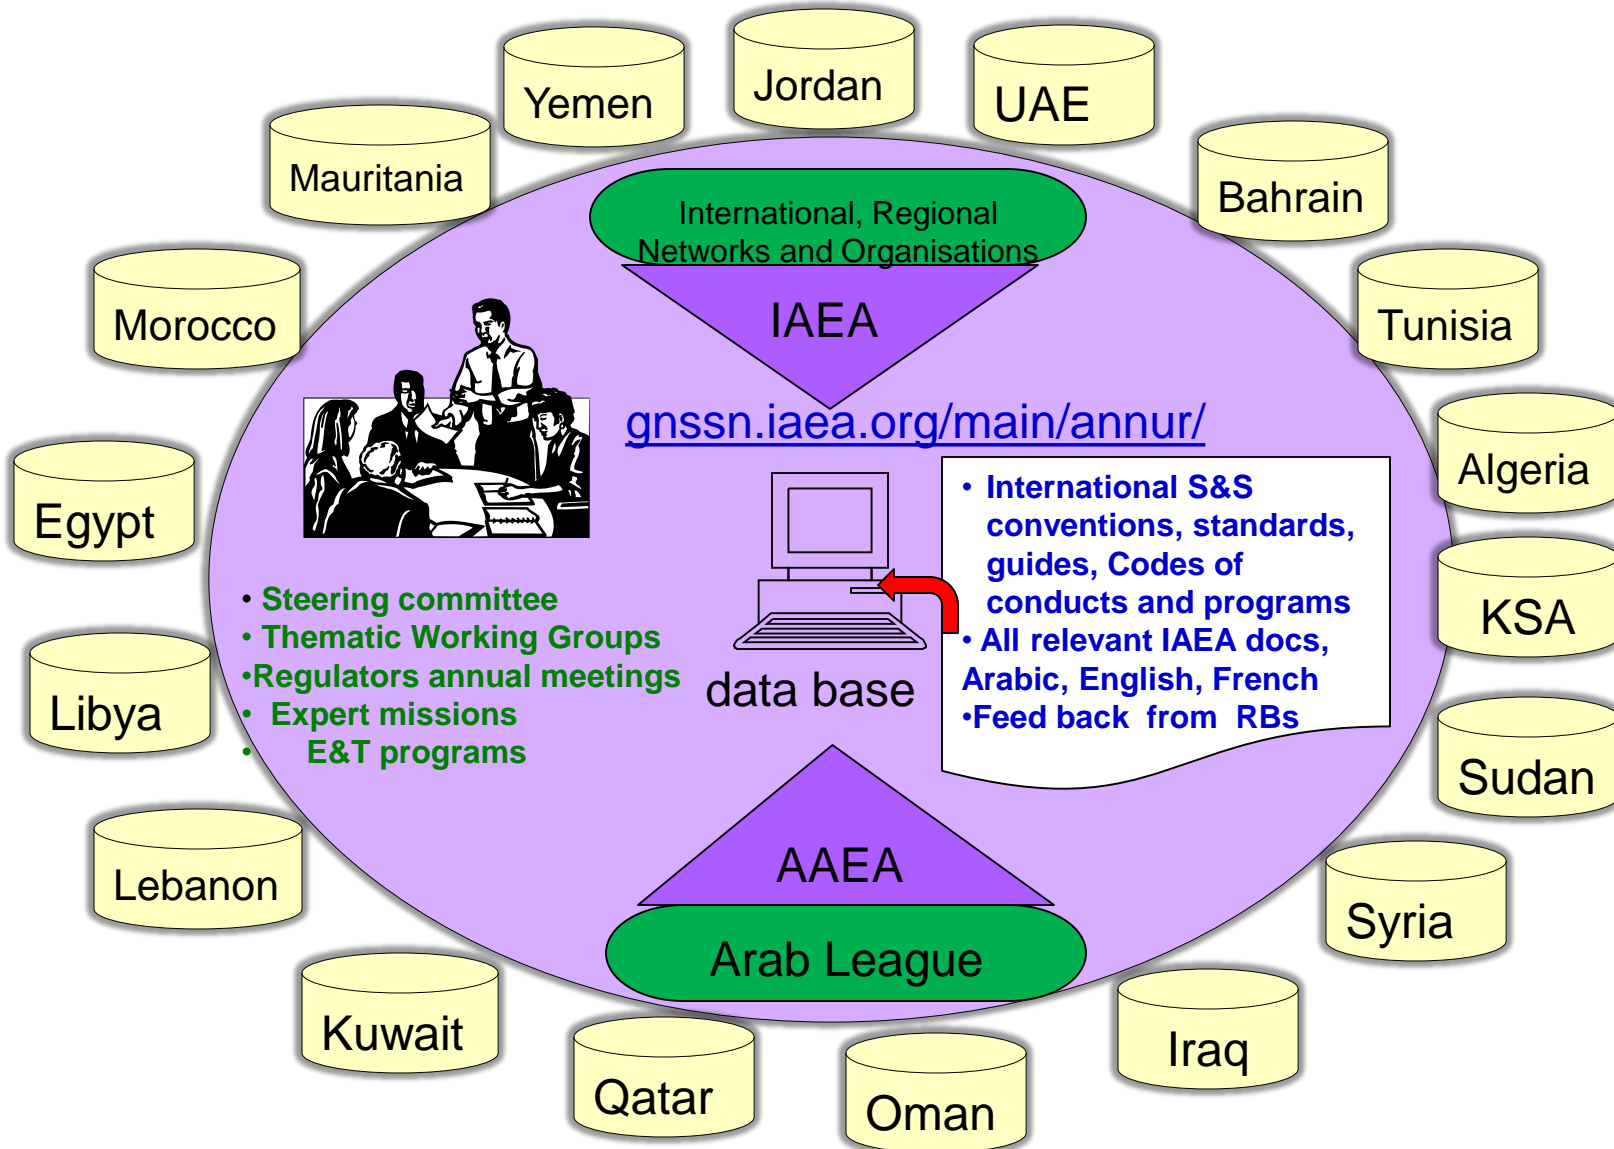 Jordan
Yemen
UAE
Mauritania
Bahrain
International, Regional
Networks and Organisations
Morocco
IAEA
Tunisia
gnssn.iaea.org/main/annur/
Algeria
Egypt
• International S&S
conventions, standards,
guides, Codes of
conducts and programs
• All relevant IAEA docs,
Arabic, English, French
•Feed back from RBs
KSA
• Steering committee
• Thematic Working Groups
•Regulators annual meetings
• Expert missions
• E&T programs
data base
Libya
Sudan
AAEA
Lebanon
Syria
Arab League
Kuwait
Iraq
Qatar
Oman